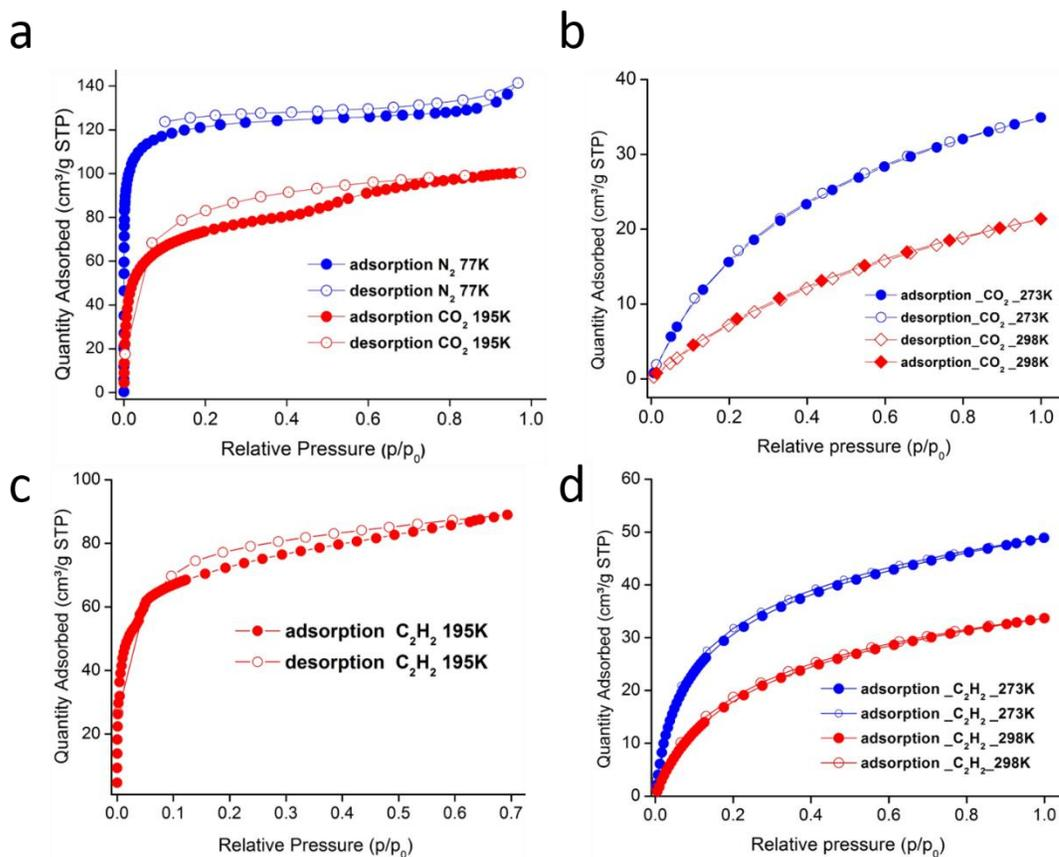 a
Quantity Adsorbed (cm³/g STP)
140
120
100
80
60
40
20
0
adsorption N₂ 77K
desorption N₂ 77K
adsorption CO₂ 195K
desorption CO₂ 195K
0.0 0.2 0.4 0.6 0.8 1.0
Relative Pressure (p/p₀)
b
Quantity Adsorbed (cm³/g STP)
40
30
20
10
0
adsorption _CO₂ _273K
desorption_CO₂ _273K
desorption_CO₂ _298K
adsorption_CO₂ _298K
0.0 0.2 0.4 0.6 0.8 1.0
Relative pressure (p/p₀)
c
Quantity Adsorbed (cm³/g STP)
100
80
60
40
20
adsorption C₂H₂ 195K
desorption C₂H₂ 195K
0.0 0.1 0.2 0.3 0.4 0.5 0.6 0.7
Relative Pressure (p/p₀)
d
Quantity Adsorbed (cm³/g STP)
60
50
40
30
20
10
0
adsorption _C₂H₂ _273K
adsorption _C₂H₂ _273K
adsorption _C₂H₂ _298K
adsorption _C₂H₂_298K
0.0 0.2 0.4 0.6 0.8 1.0
Relative pressure (p/p₀)